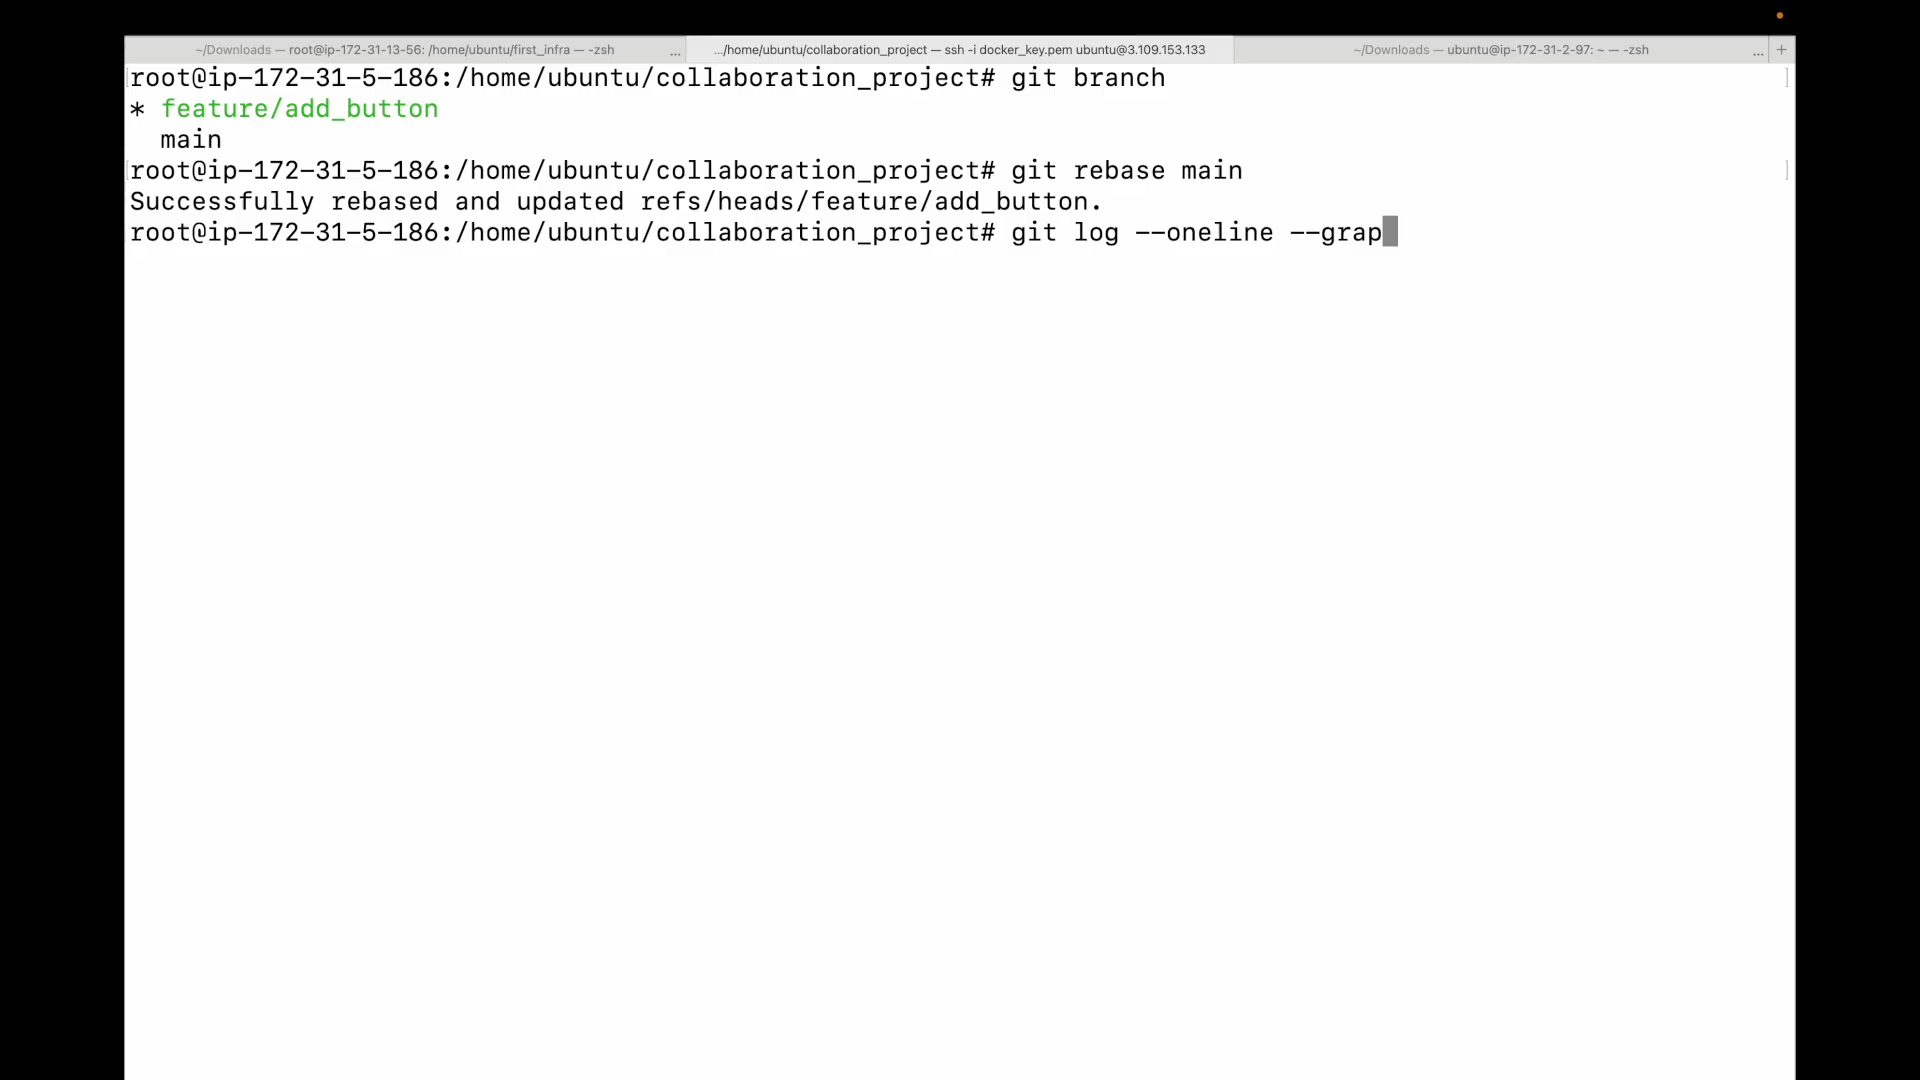 ~/Downloads — root@ip-172-31-13-56: /home/ubuntu/first_infra — -zsh ... .../home/ubuntu/collaboration_project — ssh -i docker_key.pem ubuntu@3.109.153.133 ~/Downloads — ubuntu@ip-172-31-2-97: ~ — -zsh ... +
[root@ip-172-31-5-186:/home/ubuntu/collaboration_project# git branch ]
* feature/add_button
main
[root@ip-172-31-5-186:/home/ubuntu/collaboration_project# git rebase main ]
Successfully rebased and updated refs/heads/feature/add_button.
root@ip-172-31-5-186:/home/ubuntu/collaboration_project# git log --oneline --grap